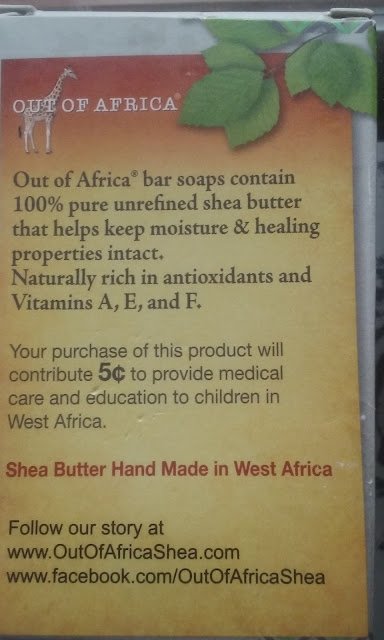 OUT OF AFRICA®
Out of Africa® bar soaps contain
100% pure unrefined shea butter
that helps keep moisture & healing
properties intact.
Naturally rich in antioxidants and
Vitamins A, E, and F.
Your purchase of this product will
contribute 5¢ to provide medical
care and education to children in
West Africa.
Shea Butter Hand Made in West Africa
Follow our story at
www.OutOfAfricaShea.com
www.facebook.com/OutOfAfricaShea